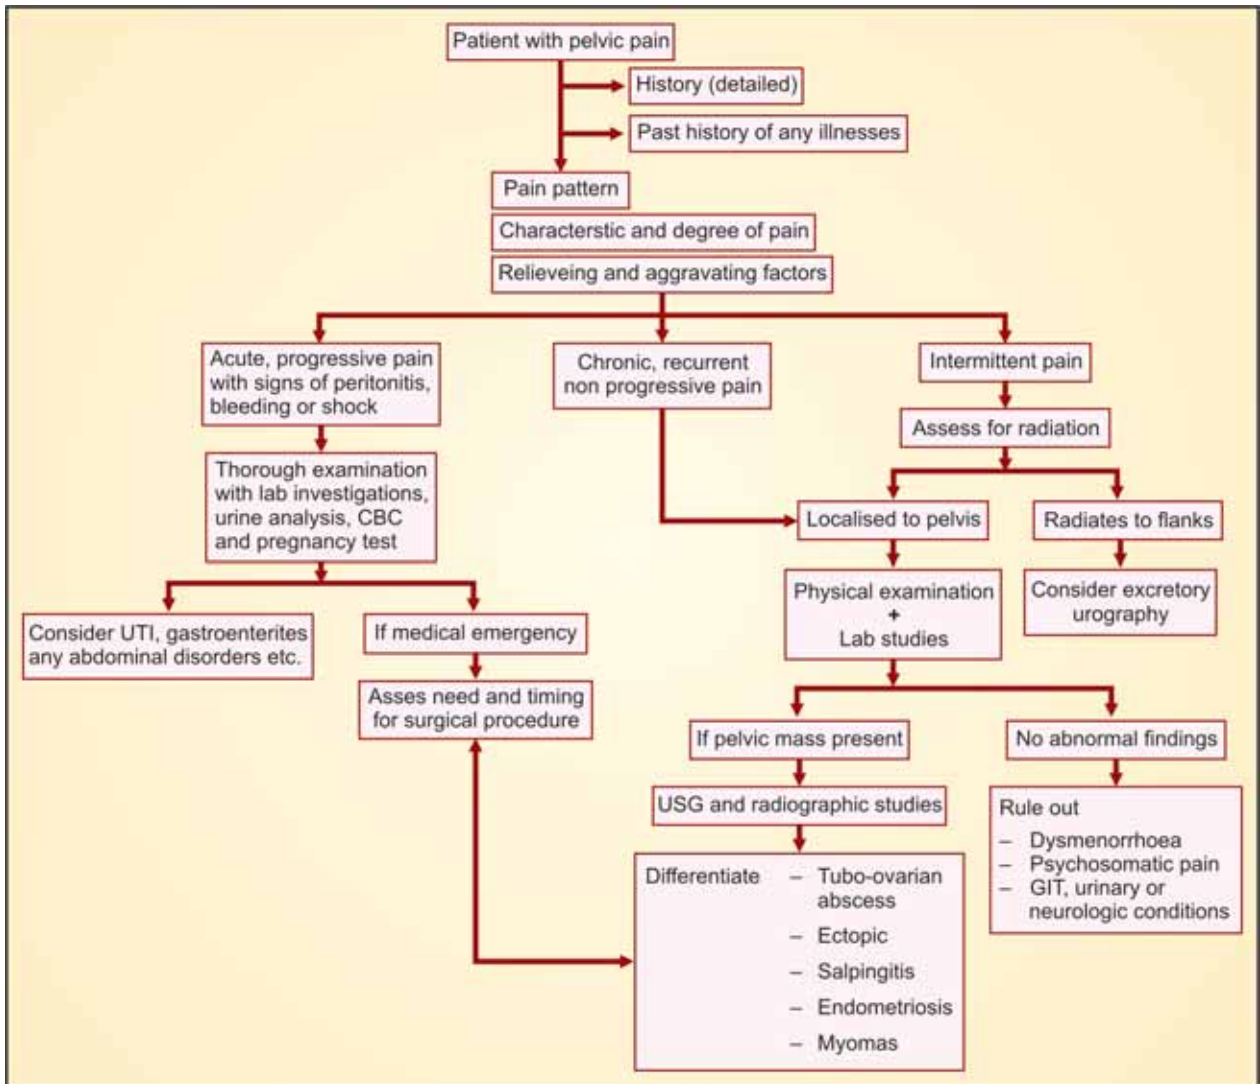 Patient with pelvic pain
History (detailed)
Past history of any illnesses
Pain pattern
Characterstic and degree of pain
Relieveing and aggravating factors
Acute, progressive pain
with signs of peritonitis,
bleeding or shock
Chronic, recurrent
non progressive pain
Intermittent pain
Assess for radiation
Thorough examination
with lab investigations,
urine analysis, CBC
and pregnancy test
Localised to pelvis
Radiates to flanks
Physical examination
+
Lab studies
Consider excretory
urography
Consider UTI, gastroenterites
any abdominal disorders etc.
If medical emergency
Asses need and timing
for surgical procedure
If pelvic mass present
No abnormal findings
USG and radiographic studies
Rule out
– Dysmenorrhoea
– Psychosomatic pain
– GIT, urinary or
neurologic conditions
Differentiate – Tubo-ovarian
abscess
– Ectopic
– Salpingitis
– Endometriosis
– Myomas